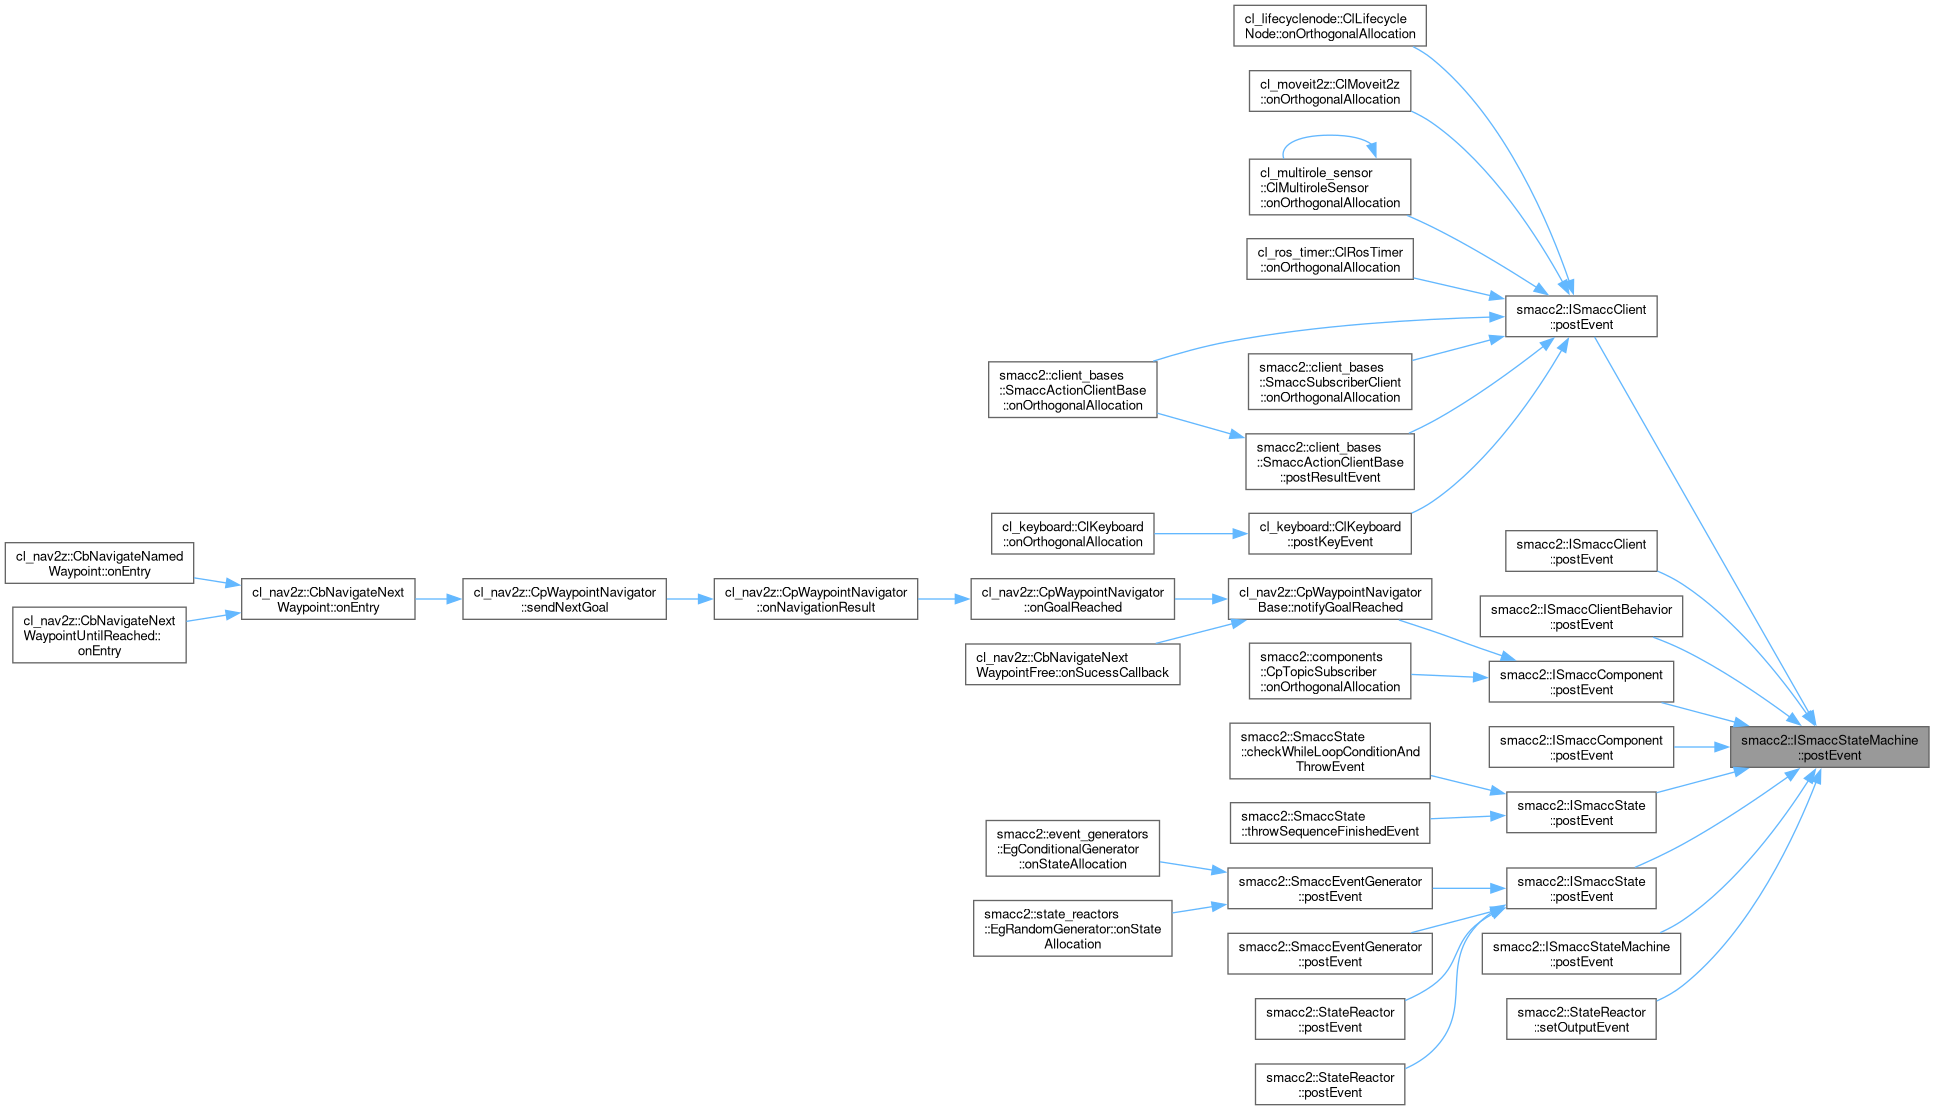 cl_lifecyclenode::ClLifecycle
Node::onOrthogonalAllocation
cl_moveit2z::ClMoveit2z
::onOrthogonalAllocation
cl_multirole_sensor
::ClMultiroleSensor
::onOrthogonalAllocation
cl_ros_timer::ClRosTimer
::onOrthogonalAllocation
smacc2::ISmaccClient
::postEvent
smacc2::client_bases
::SmaccActionClientBase
::onOrthogonalAllocation
smacc2::client_bases
::SmaccSubscriberClient
::onOrthogonalAllocation
smacc2::client_bases
::SmaccActionClientBase
::postResultEvent
cl_keyboard::ClKeyboard
::onOrthogonalAllocation
cl_keyboard::ClKeyboard
::postKeyEvent
smacc2::ISmaccClient
::postEvent
cl_nav2z::CbNavigateNamed
Waypoint::onEntry
cl_nav2z::CbNavigateNext
WaypointUntilReached::
onEntry
cl_nav2z::CbNavigateNext
Waypoint::onEntry
cl_nav2z::CpWaypointNavigator
::sendNextGoal
cl_nav2z::CpWaypointNavigator
::onNavigationResult
cl_nav2z::CpWaypointNavigator
::onGoalReached
cl_nav2z::CpWaypointNavigator
Base::notifyGoalReached
smacc2::ISmaccClientBehavior
::postEvent
cl_nav2z::CbNavigateNext
WaypointFree::onSucessCallback
smacc2::components
::CpTopicSubscriber
::onOrthogonalAllocation
smacc2::ISmaccComponent
::postEvent
smacc2::SmaccState
::checkWhileLoopConditionAnd
ThrowEvent
smacc2::ISmaccComponent
::postEvent
smacc2::ISmaccStateMachine
::postEvent
smacc2::SmaccState
::throwSequenceFinishedEvent
smacc2::ISmaccState
::postEvent
smacc2::event_generators
::EgConditionalGenerator
::onStateAllocation
smacc2::SmaccEventGenerator
::postEvent
smacc2::ISmaccState
::postEvent
smacc2::state_reactors
::EgRandomGenerator::onState
Allocation
smacc2::SmaccEventGenerator
::postEvent
smacc2::ISmaccStateMachine
::postEvent
smacc2::StateReactor
::postEvent
smacc2::StateReactor
::setOutputEvent
smacc2::StateReactor
::postEvent